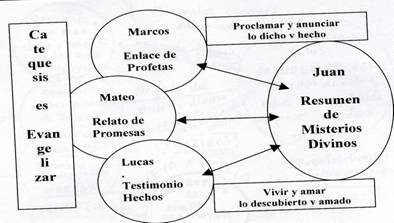 Ca
te
que
sis
es
Evan
ge
li
zar
Marcos
Enlace de
Profetas
Mateo
Relato de
Promesas
Lucas
.
Testimonio
Hechos
Proclamar y anunciar
lo dicho y hecho
Juan
Resumen
de
Misterios
Divinos
Vivir y amar
lo descubierto y amado